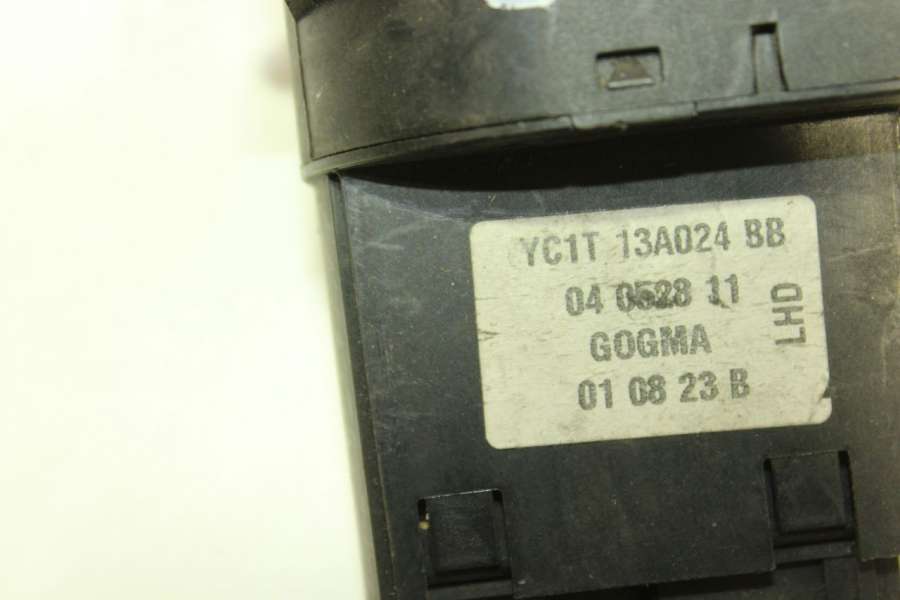 YC1T 13A024 BB
04 0528 11
GOGMA
01 08 23 B
LHD